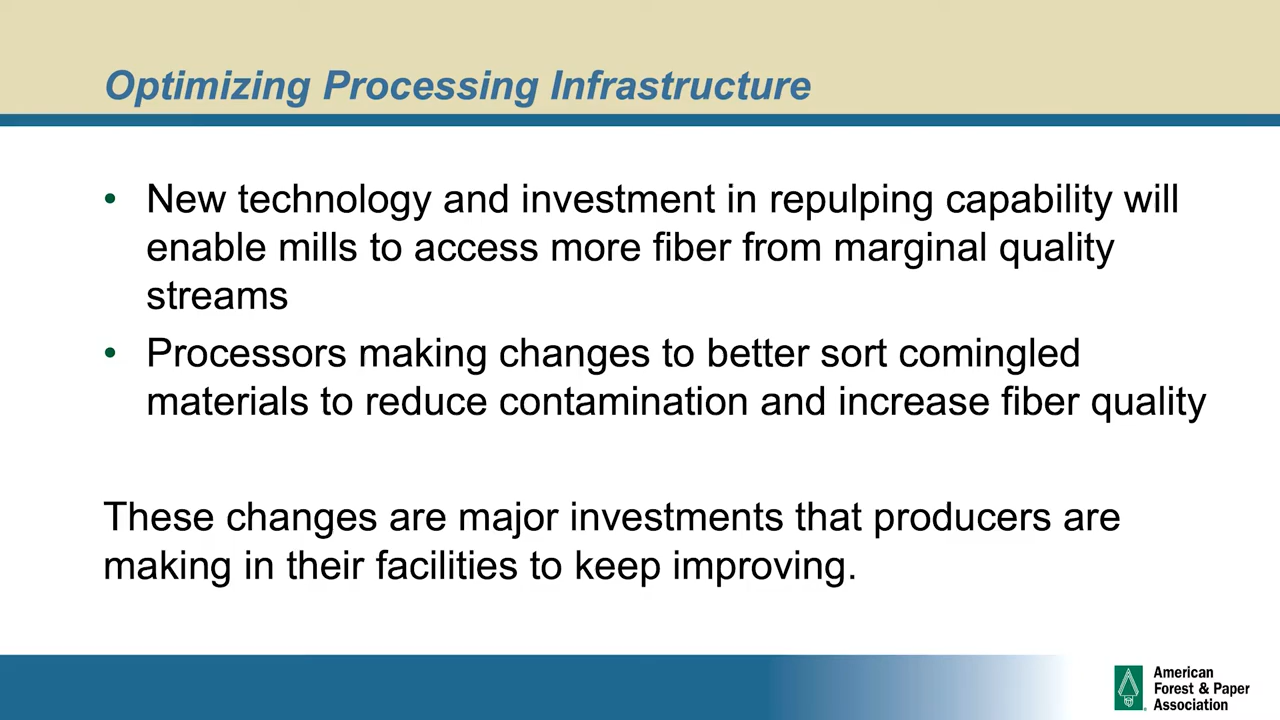 Optimizing Processing Infrastructure
• New technology and investment in repulping capability will
enable mills to access more fiber from marginal quality
streams
• Processors making changes to better sort comingled
materials to reduce contamination and increase fiber quality
These changes are major investments that producers are
making in their facilities to keep improving.
American
Forest & Paper
Association